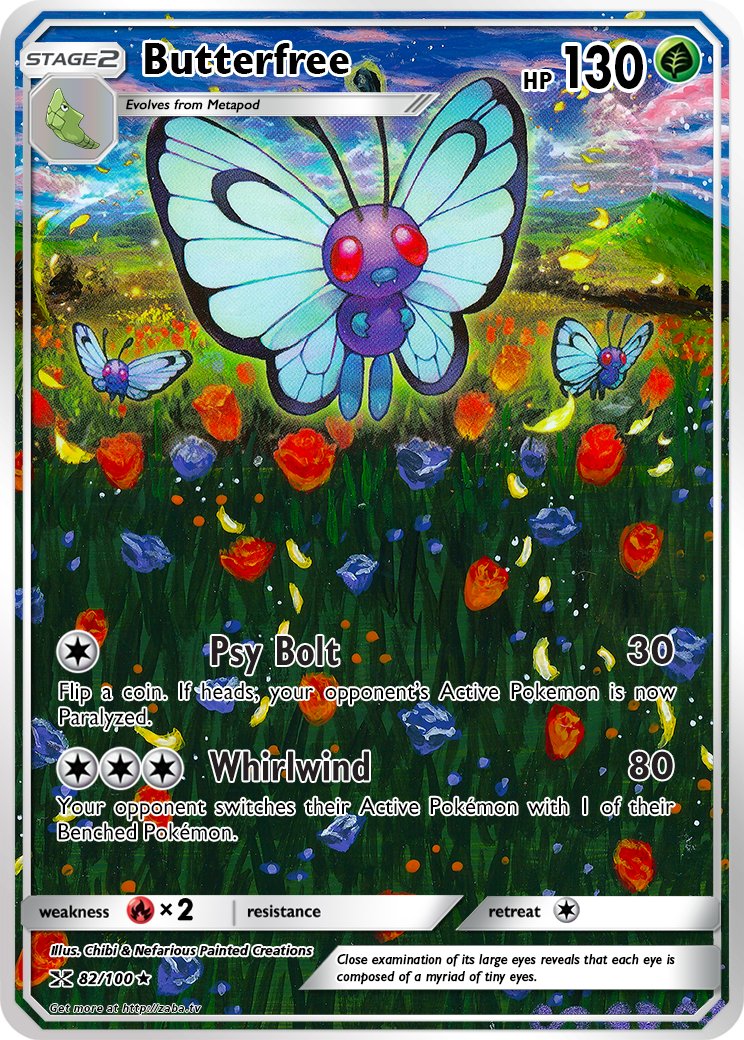 STAGE2 Butterfree HP 130
Evolves from Metapod
Psy Bolt 30
Flip a coin. If heads, your opponent's Active Pokemon is now
Paralyzed.
Whirlwind 80
Your opponent switches their Active Pokémon with 1 of their
Benched Pokémon.
weakness ×2 resistance retreat
Illus. Chibi & Nefarious Painted Creations
82/100★
Get more at http://zaba.tv
Close examination of its large eyes reveals that each eye is
composed of a myriad of tiny eyes.